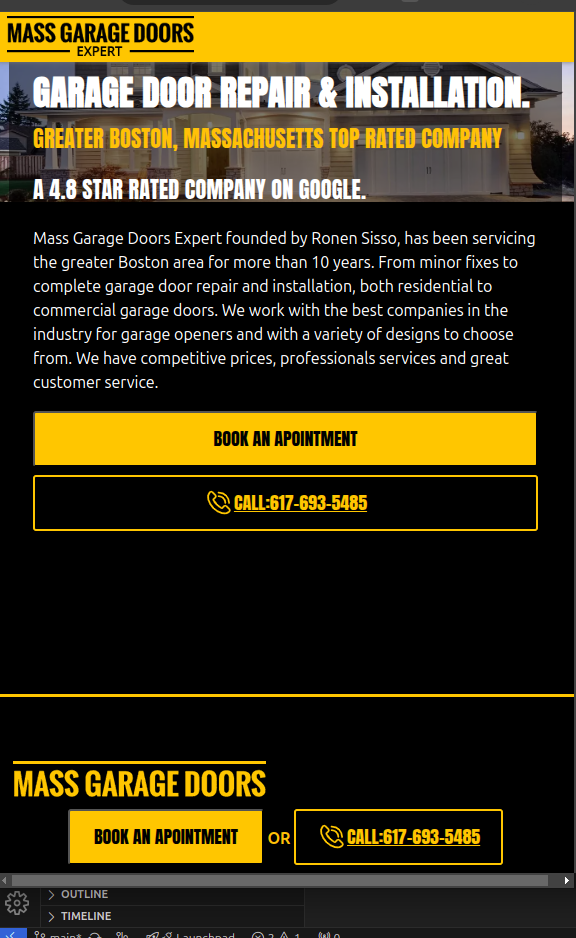 MASS GARAGE DOORS
EXPERT
GARAGE DOOR REPAIR & INSTALLATION.
GREATER BOSTON, MASSACHUSETTS TOP RATED COMPANY
A 4.8 STAR RATED COMPANY ON GOOGLE.
Mass Garage Doors Expert founded by Ronen Sisso, has been servicing
the greater Boston area for more than 10 years. From minor fixes to
complete garage door repair and installation, both residential to
commercial garage doors. We work with the best companies in the
industry for garage openers and with a variety of designs to choose
from. We have competitive prices, professionals services and great
customer service.
BOOK AN APOINTMENT
CALL:617-693-5485
MASS GARAGE DOORS
BOOK AN APOINTMENT OR CALL:617-693-5485
OUTLINE
TIMELINE
main* Launchpad 2 1 0